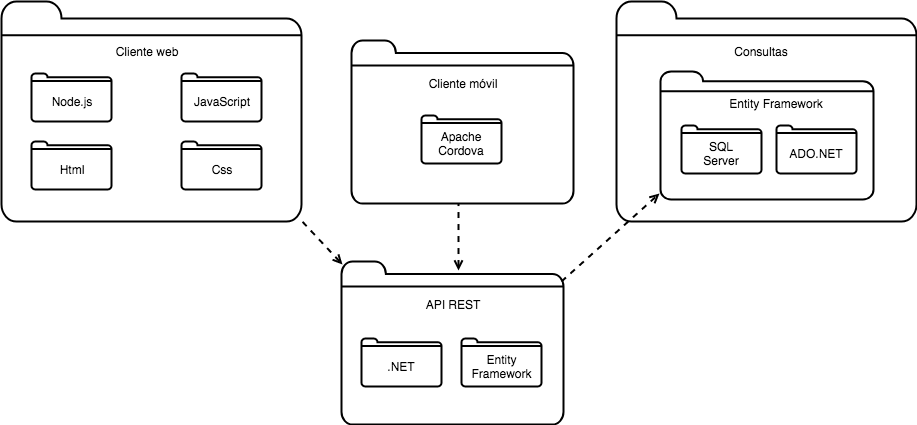 Cliente web
Node.js
JavaScript
Html
Css
Cliente móvil
Apache
Cordova
Consultas
Entity Framework
SQL
Server
ADO.NET
API REST
.NET
Entity
Framework